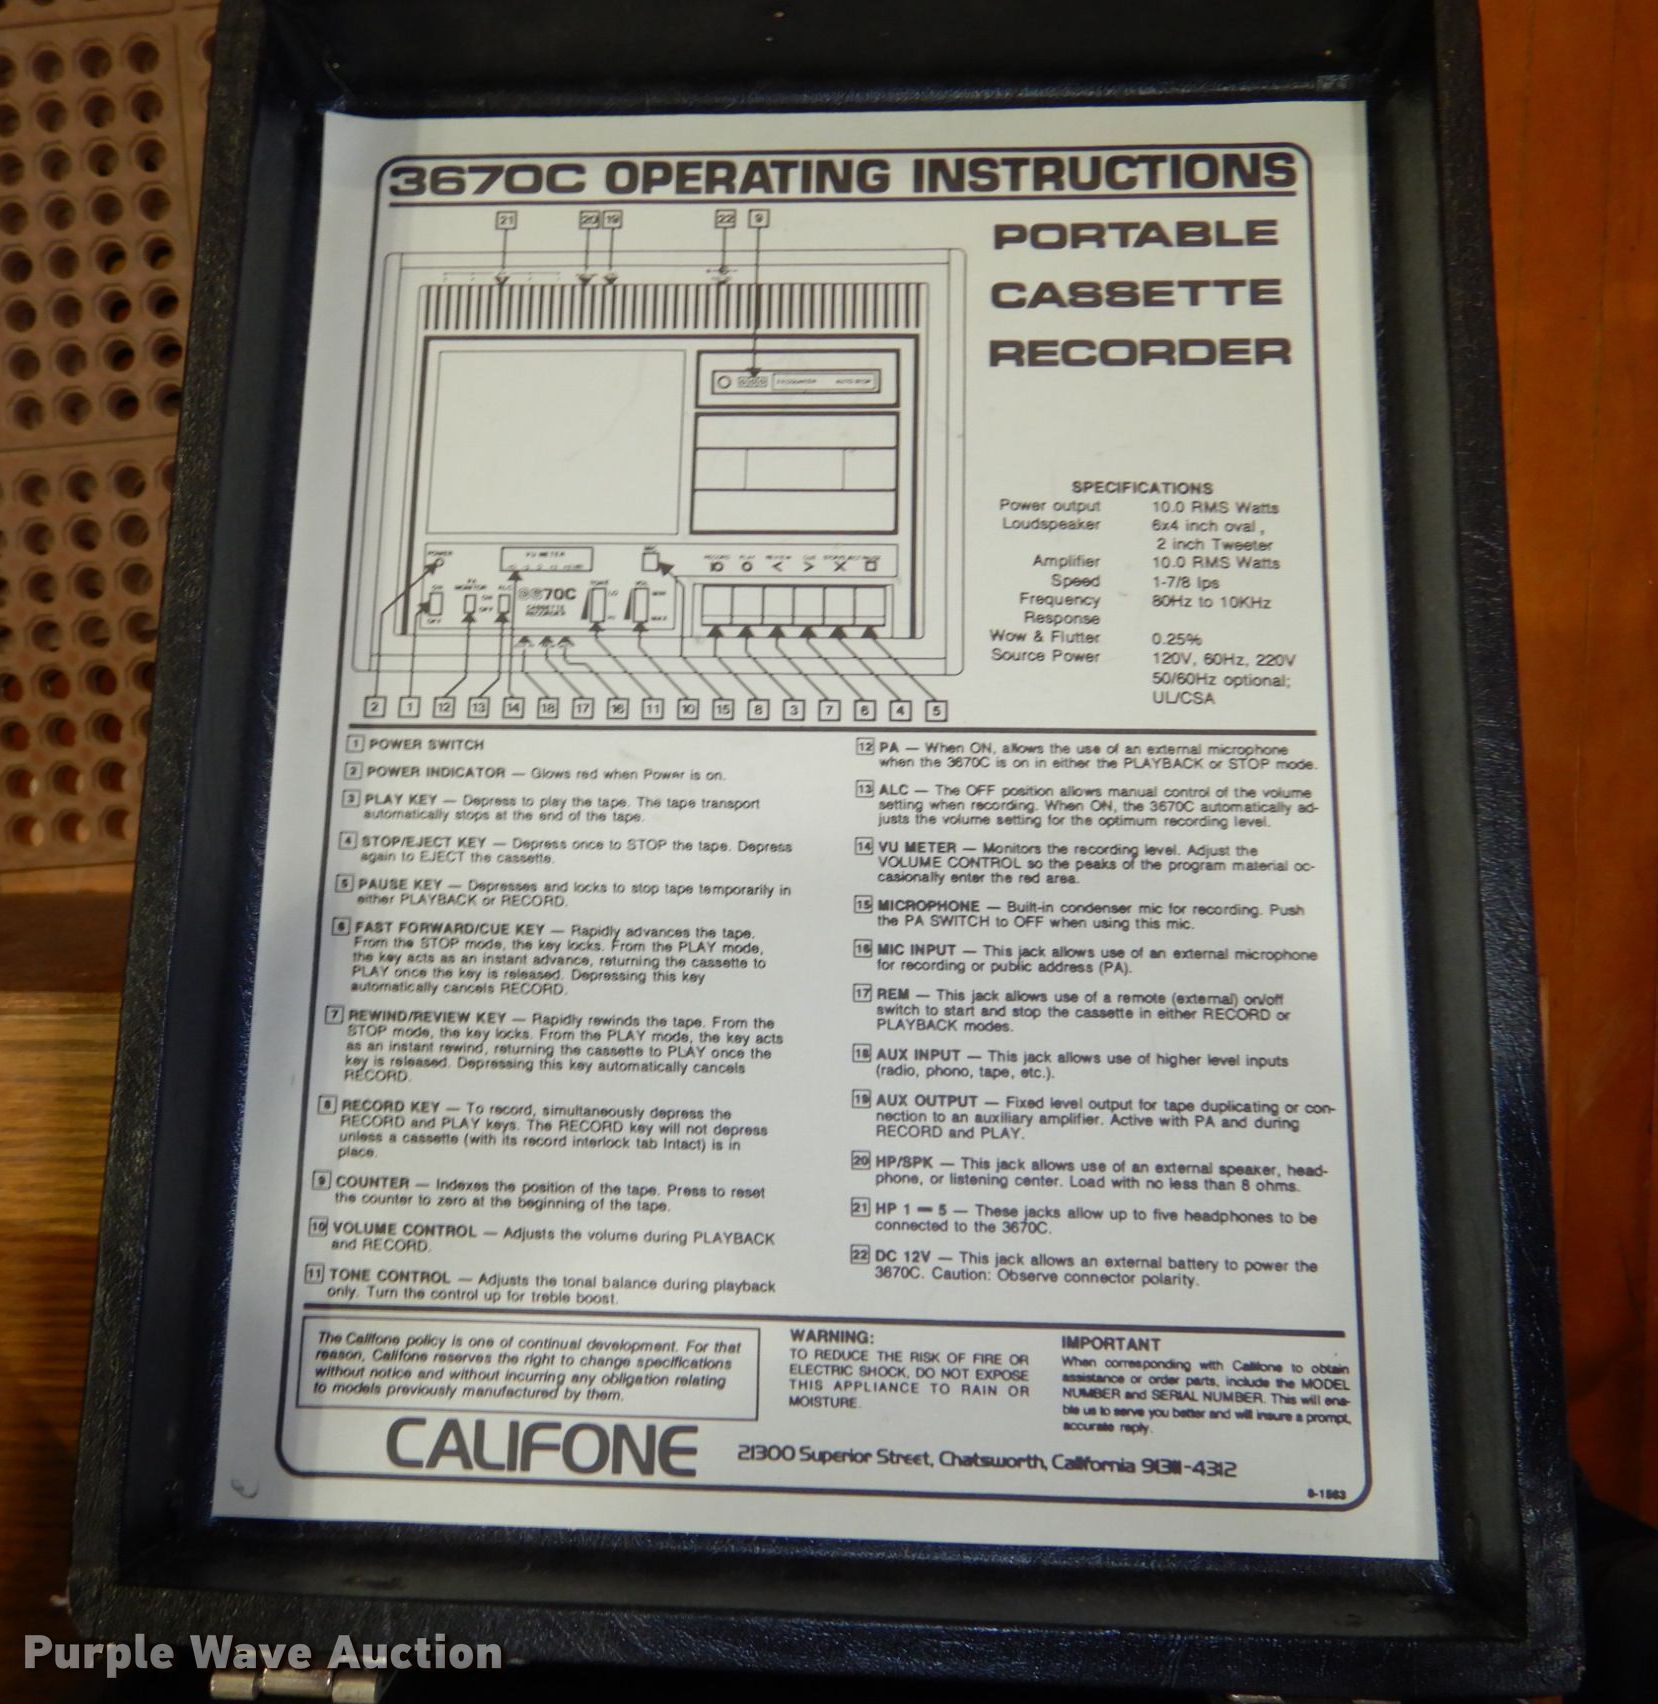 3670C OPERATING INSTRUCTIONS
PORTABLE
CASSETTE
RECORDER
21 20 19 22 9
SPECIFICATIONS
Power output 10.0 RMS Watts
Loudspeaker 6x4 inch oval,
2 inch Tweeter
Amplifier 10.0 RMS Watts
Speed 1-7/8 Ips
Frequency 80Hz to 10KHz
Response
Wow & Flutter 0.25%
Source Power 120V, 60Hz, 220V
50/60Hz optional;
UL/CSA
POWER
VU METER
ON
OFF
MONITOR
ALC
ON
OFF
3670C
CASSETTE
RECORDER
TONE
VOL
2 1 12 13 14 18 17 16 11 10 15 8 3 7 6 4 5
1 POWER SWITCH
2 POWER INDICATOR — Glows red when Power is on.
3 PLAY KEY — Depress to play the tape. The tape transport
automatically stops at the end of the tape.
4 STOP/EJECT KEY — Depress once to STOP the tape. Depress
again to EJECT the cassette.
5 PAUSE KEY — Depresses and locks to stop tape temporarily in
either PLAYBACK or RECORD.
6 FAST FORWARD/CUE KEY — Rapidly advances the tape.
From the STOP mode, the key locks. From the PLAY mode,
the key acts as an instant advance, returning the cassette to
PLAY once the key is released. Depressing this key
automatically cancels RECORD.
7 REWIND/REVIEW KEY — Rapidly rewinds the tape. From the
STOP mode, the key locks. From the PLAY mode, the key acts
as an instant rewind, returning the cassette to PLAY once the
key is released. Depressing this key automatically cancels
RECORD.
8 RECORD KEY — To record, simultaneously depress the
RECORD and PLAY keys. The RECORD key will not depress
unless a cassette (with its record interlock tab Intact) is in
place.
9 COUNTER — Indexes the position of the tape. Press to reset
the counter to zero at the beginning of the tape.
10 VOLUME CONTROL — Adjusts the volume during PLAYBACK
and RECORD.
11 TONE CONTROL — Adjusts the tonal balance during playback
only. Turn the control up for treble boost.
12 PA — When ON, allows the use of an external microphone
when the 3670C is on in either the PLAYBACK or STOP mode.
13 ALC — The OFF position allows manual control of the volume
setting when recording. When ON, the 3670C automatically ad-
justs the volume setting for the optimum recording level.
14 VU METER — Monitors the recording level. Adjust the
VOLUME CONTROL so the peaks of the program material oc-
casionally enter the red area.
15 MICROPHONE — Built-in condenser mic for recording. Push
the PA SWITCH to OFF when using this mic.
16 MIC INPUT — This jack allows use of an external microphone
for recording or public address (PA).
17 REM — This jack allows use of a remote (external) on/off
switch to start and stop the cassette in either RECORD or
PLAYBACK modes.
18 AUX INPUT — This jack allows use of higher level inputs
(radio, phono, tape, etc.).
19 AUX OUTPUT — Fixed level output for tape duplicating or con-
nection to an auxiliary amplifier. Active with PA and during
RECORD and PLAY.
20 HP/SPK — This jack allows use of an external speaker, head-
phone, or listening center. Load with no less than 8 ohms.
21 HP 1 — 5 — These jacks allow up to five headphones to be
connected to the 3670C.
22 DC 12V — This jack allows an external battery to power the
3670C. Caution: Observe connector polarity.
The Califone policy is one of continual development. For that
reason, Califone reserves the right to change specifications
without notice and without incurring any obligation relating
to models previously manufactured by them.
WARNING:
TO REDUCE THE RISK OF FIRE OR
ELECTRIC SHOCK, DO NOT EXPOSE
THIS APPLIANCE TO RAIN OR
MOISTURE.
IMPORTANT
When corresponding with Califone to obtain
assistance or order parts, include the MODEL
NUMBER and SERIAL NUMBER. This will ena-
ble us to serve you better and will insure a prompt,
accurate reply.
CALIFONE
21300 Superior Street, Chatsworth, California 91311-4312
8-1563
Purple Wave Auction